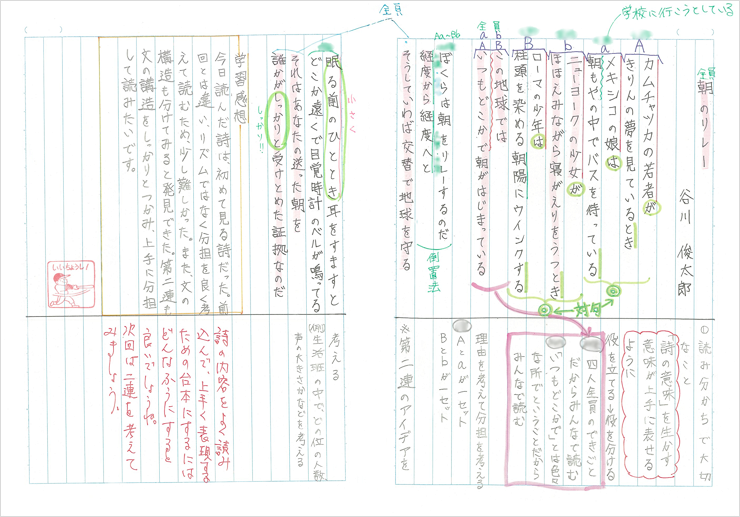 学校に行こうとしている
全員
朝のリレー
谷川 俊太郎
A
カムチャッカの若者が
きりんの夢を見ているとき
a
メキシコの娘は
朝もやの中でバスを待っている
b
ニューヨークの少女が
ほほえみながら寝がえりをうつとき
B
ローマの少年は
柱頭を染める朝陽にウインクする
対句
全員
bB
aA
この地球では
いつもどこかで朝がはじまっている
Aa→Bb
ぼくらは朝をリレーするのだ
経度から経度へと
倒置法
そうしていわば交替で地球を守る
全員
眠る前のひととき耳をすますと
小さく
どこか遠くで目覚時計のベルが鳴ってる
それはあなたの送った朝を
誰かがしっかりと受けとめた証拠なのだ
しっかり!!
学習感想
今日読んだ詩は、初めて見る詩だった。前
回とは違い、リズムではなく分担を良く考
えて読むため、少し難しかった。また、文の
構造も分けてみると発見できた。第二連も
文の講造をしっかりとつかみ、上手に分担
して読みたいです。
いいちょうし!
①読み分かちで大切
なこと
「詩の意味」を生かす
意味が上手に表せる
ように
役を立てる→役を分ける
四人全員のできごと
だからみんなで読む
「いつもどこかで」とは色々
な所でということだから
みんなで読む
理由を考えて分担を考える
Aとaが一セット
Bとbが一セット
※第二連のアイデアを
考える
生活班の中で、どの位の人数、
声の大きさかなどを考える
詩の内容をよく読み
込んで、上手く表現する
ための台本にするには
どんなふうにすると
良いでしょうね。
次回は二連を考えて
みましょう。